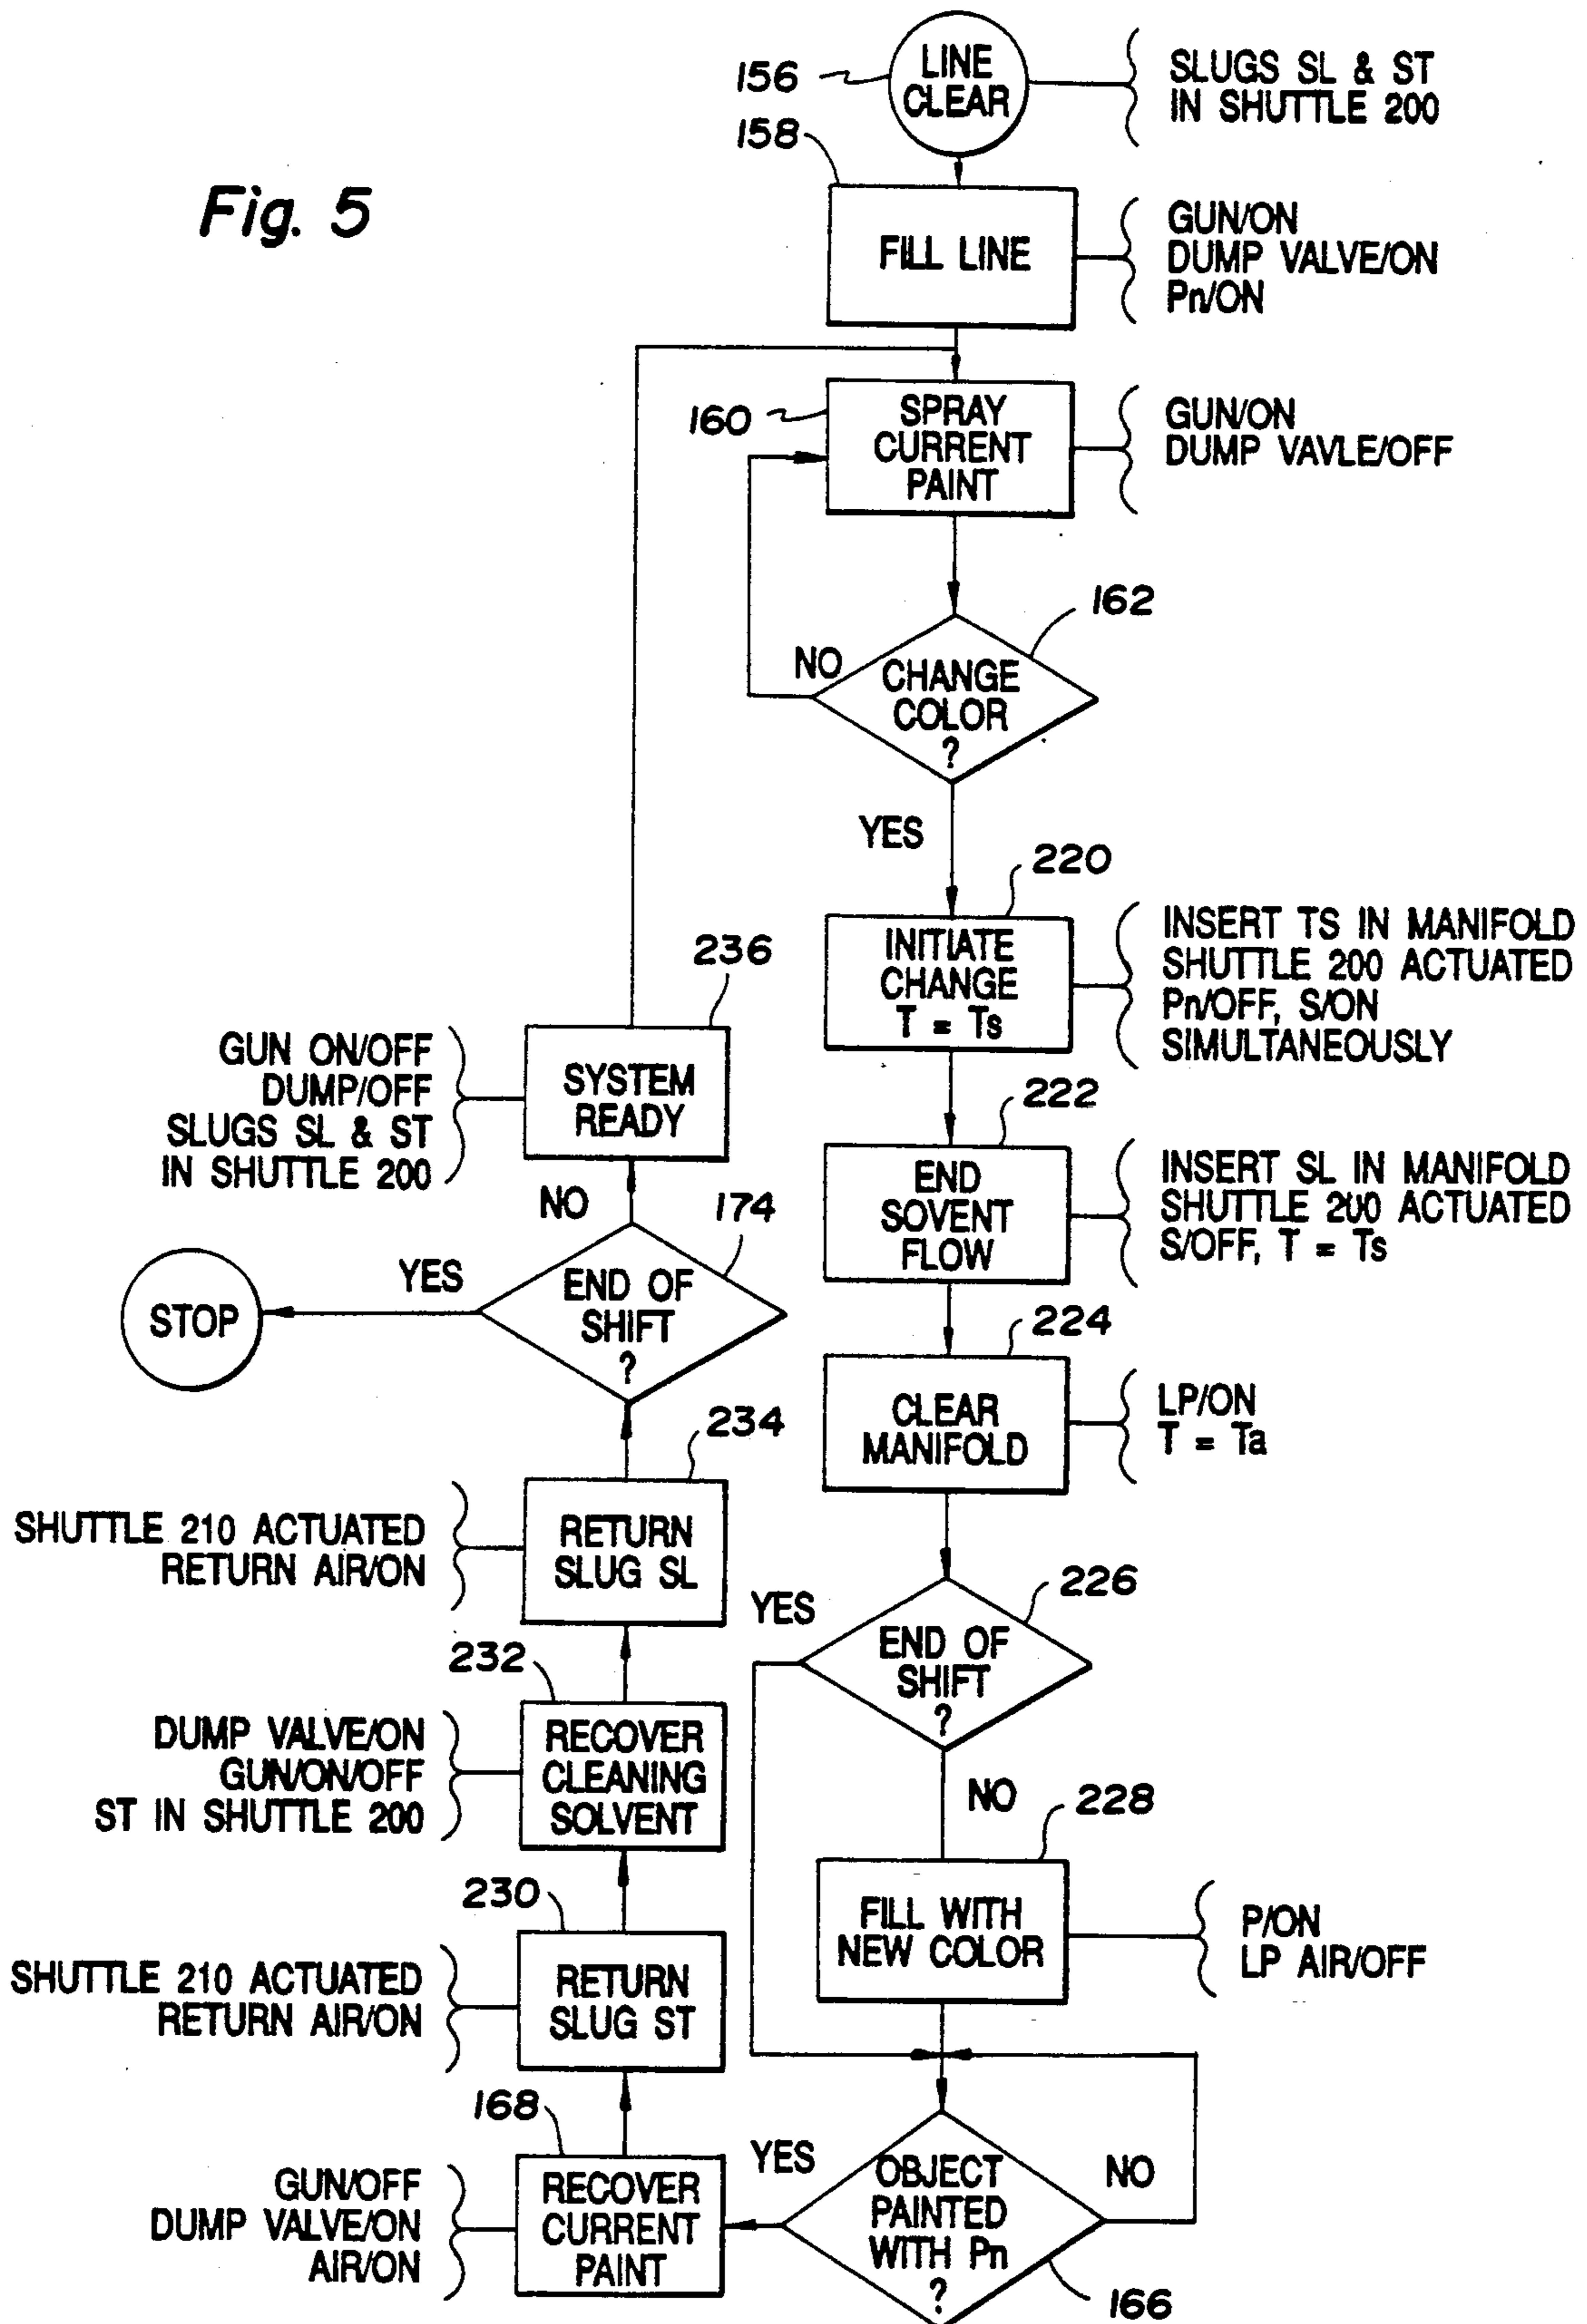 Fig. 5
156
LINE
CLEAR
SLUGS SL & ST
IN SHUTTLE 200
158
FILL LINE
GUN/ON
DUMP VALVE/ON
Pn/ON
160
SPRAY
CURRENT
PAINT
GUN/ON
DUMP VAVLE/OFF
162
NO
CHANGE
COLOR
?
YES
220
INITIATE
CHANGE
T = Ts
INSERT TS IN MANIFOLD
SHUTTLE 200 ACTUATED
Pn/OFF, S/ON
SIMULTANEOUSLY
222
END
SOVENT
FLOW
INSERT SL IN MANIFOLD
SHUTTLE 200 ACTUATED
S/OFF, T = Ts
224
CLEAR
MANIFOLD
LP/ON
T = Ta
226
YES
END OF
SHIFT
?
NO
228
FILL WITH
NEW COLOR
P/ON
LP AIR/OFF
OBJECT
PAINTED
WITH Pn
?
NO
166
YES
168
RECOVER
CURRENT
PAINT
GUN/OFF
DUMP VALVE/ON
AIR/ON
230
RETURN
SLUG ST
SHUTTLE 210 ACTUATED
RETURN AIR/ON
232
RECOVER
CLEANING
SOLVENT
DUMP VALVE/ON
GUN/ON/OFF
ST IN SHUTTLE 200
234
RETURN
SLUG SL
SHUTTLE 210 ACTUATED
RETURN AIR/ON
174
END OF
SHIFT
?
YES
STOP
NO
236
SYSTEM
READY
GUN ON/OFF
DUMP/OFF
SLUGS SL & ST
IN SHUTTLE 200